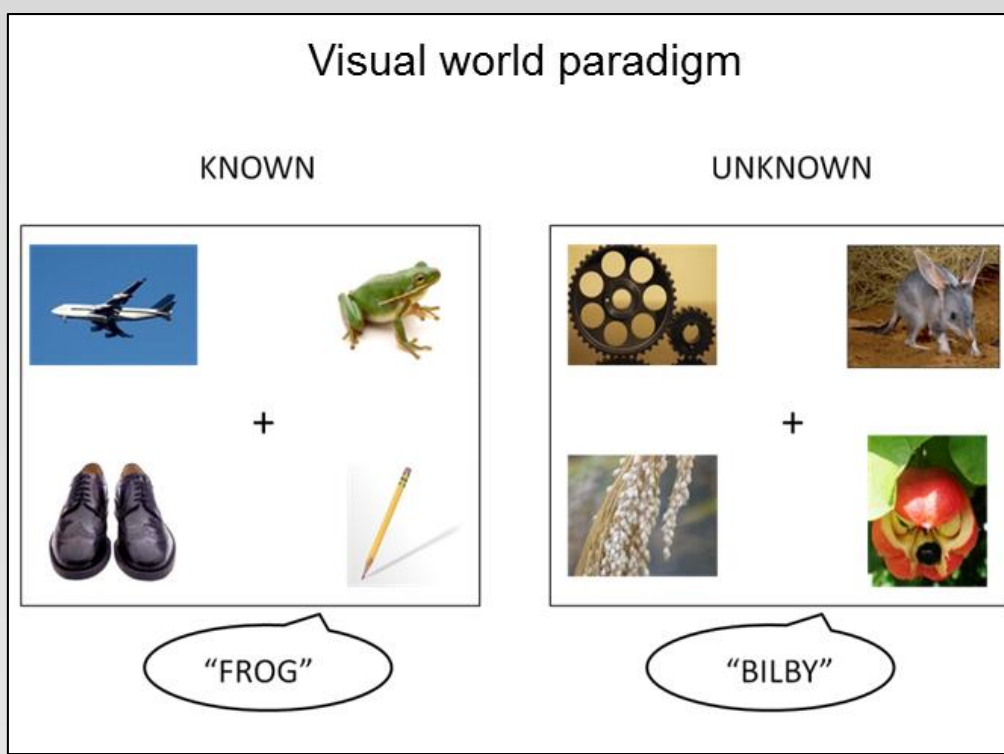 Visual world paradigm
KNOWN
UNKNOWN
+
+
“FROG”
“BILBY”